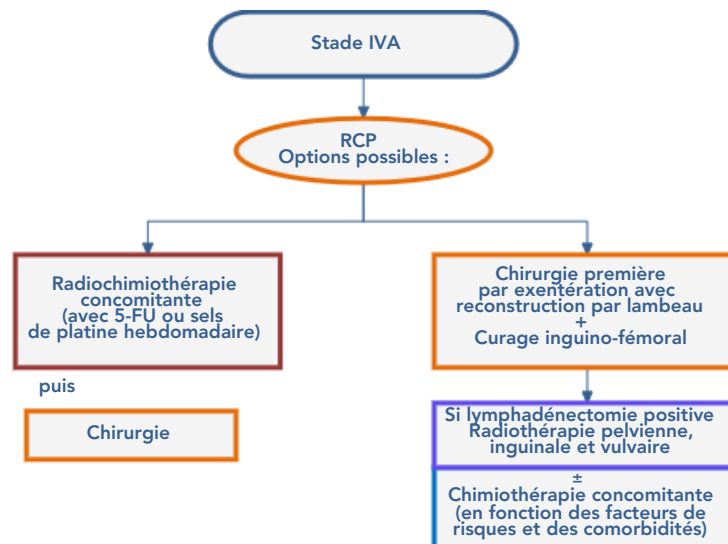 Stade IVA
RCP
Options possibles :
Radiochimiothérapie
concomitante
(avec 5-FU ou sels
de platine hebdomadaire)
puis
Chirurgie
Chirurgie première
par exentération avec
reconstruction par lambeau
+
Curage inguino-fémoral
Si lymphadénectomie positive
Radiothérapie pelvienne,
inguinale et vulvaire
±
Chimiothérapie concomitante
(en fonction des facteurs de
risques et des comorbidités)